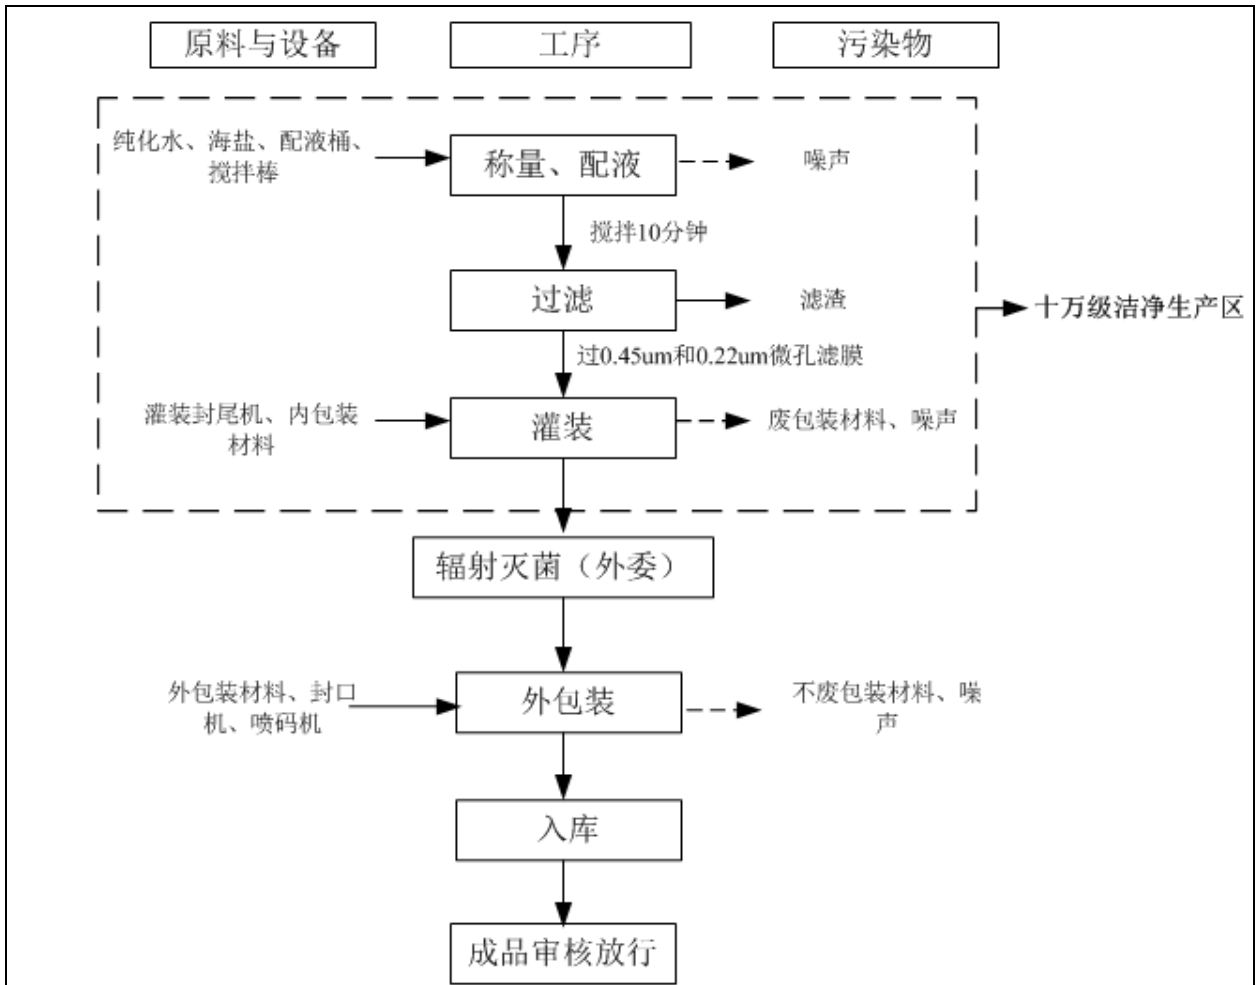 原料与设备
工序
污染物
纯化水、海盐、配液桶、
搅拌棒
称量、配液
噪声
搅拌10分钟
过滤
滤渣
十万级洁净生产区
过0.45um和0.22um微孔滤膜
灌装封尾机、内包装
材料
灌装
废包装材料、噪声
辐射灭菌（外委）
外包装材料、封口
机、喷码机
外包装
不废包装材料、噪
声
入库
成品审核放行